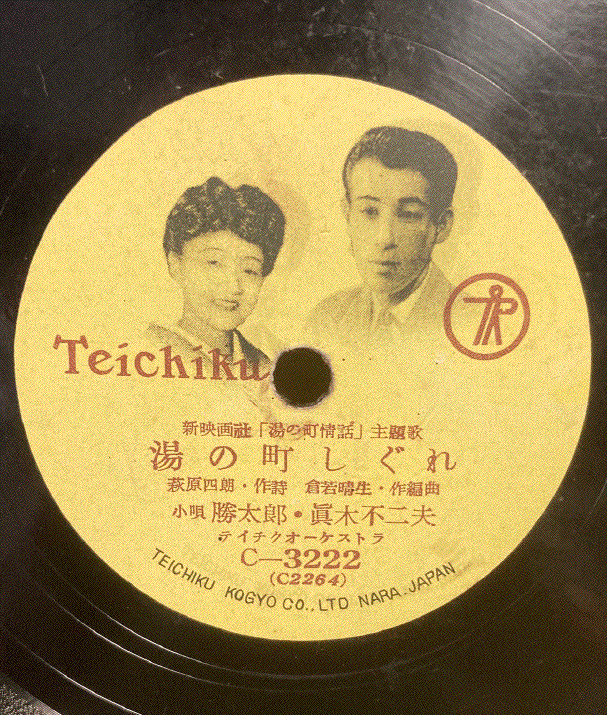 Teichiku
新映画社「湯の町情話」主題歌
湯の町しぐれ
萩原四朗・作詩 倉若晴生・作編曲
小唄 勝太郎・眞木不二夫
テイチクオーケストラ
C—3222
(C2264)
TEICHIKU KOGYO CO., LTD NARA. JAPAN